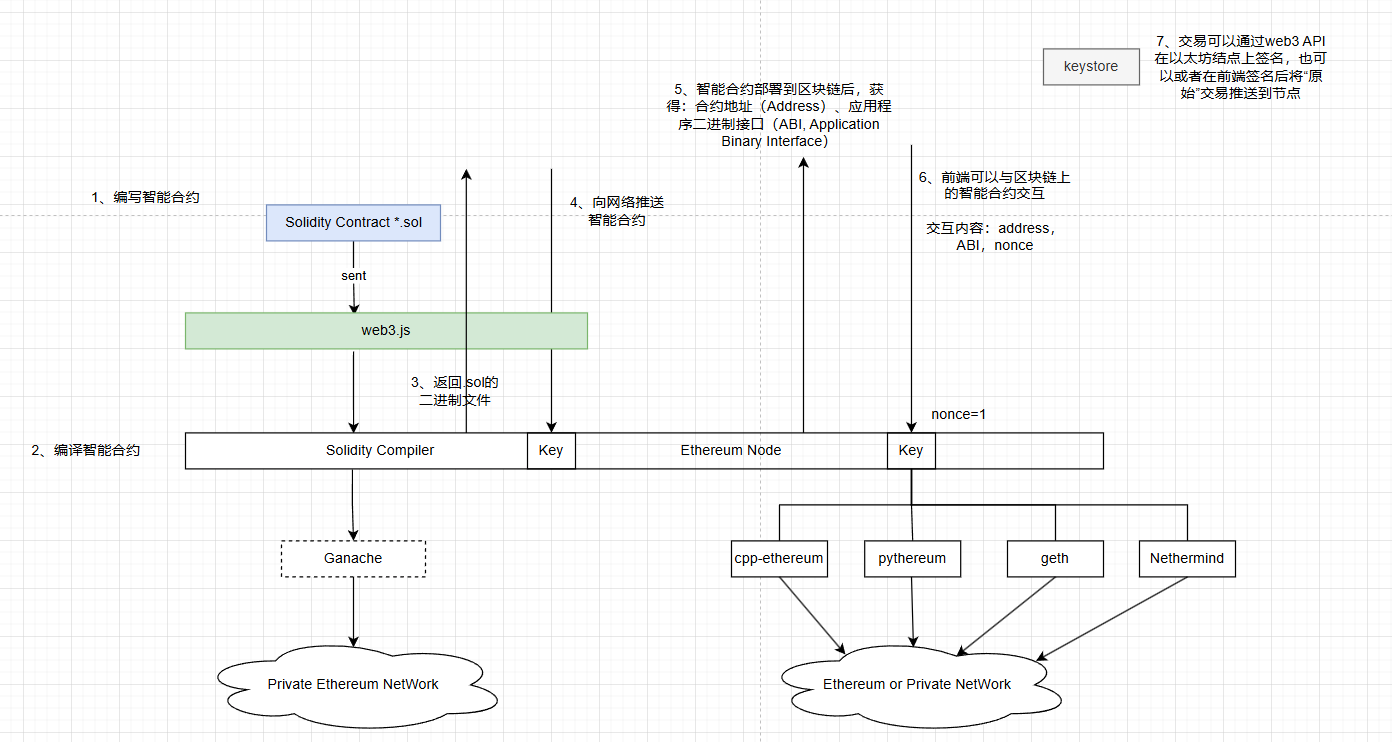 keystore
7、交易可以通过web3 API
在以太坊结点上签名，也可
以或者在前端签名后将“原
始”交易推送到节点
5、智能合约部署到区块链后，获
得：合约地址（Address）、应用程
序二进制接口（ABI, Application
Binary Interface）
1、编写智能合约
Solidity Contract *.sol
4、向网络推送
智能合约
6、前端可以与区块链上
的智能合约交互
交互内容：address，
ABI，nonce
sent
web3.js
3、返回.sol的
二进制文件
nonce=1
2、编译智能合约
Solidity Compiler
Key
Ethereum Node
Key
Ganache
cpp-ethereum
pythereum
geth
Nethermind
Private Ethereum NetWork
Ethereum or Private NetWork